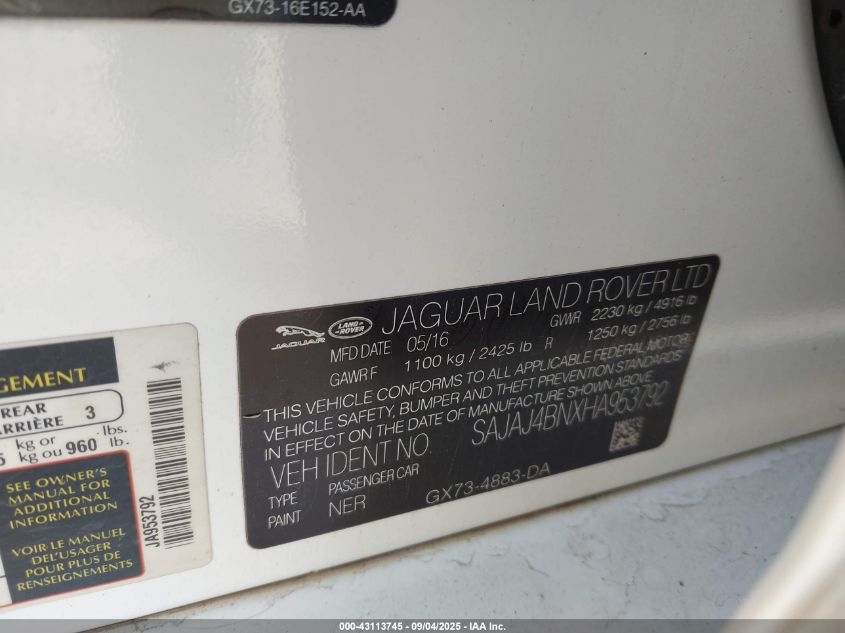 GX73-16E152-AA
JAGUAR
LAND ROVER
JAGUAR LAND ROVER LTD
MFD DATE 05/16 GVWR 2230 kg / 4916 lb
GAWR F 1100 kg / 2425 lb R 1250 kg / 2756 lb
THIS VEHICLE CONFORMS TO ALL APPLICABLE FEDERAL MOTOR
VEHICLE SAFETY, BUMPER AND THEFT PREVENTION STANDARDS
IN EFFECT ON THE DATE OF MANUFACTURE SHOWN ABOVE.
VEH IDENT NO. SAJAJ4BNXHA953792
TYPE PASSENGER CAR
PAINT NER GX73-4883-DA
GEMENT
REAR 3
ARRIÈRE
kg or lbs.
5 kg ou 960 lb.
SEE OWNER'S
MANUAL FOR
ADDITIONAL
INFORMATION
VOIR LE MANUEL
DEL'USAGER
POUR PLUS DE
RENSEIGNEMENTS
JA953792
000-43113745 - 09/04/2025 - IAA Inc.